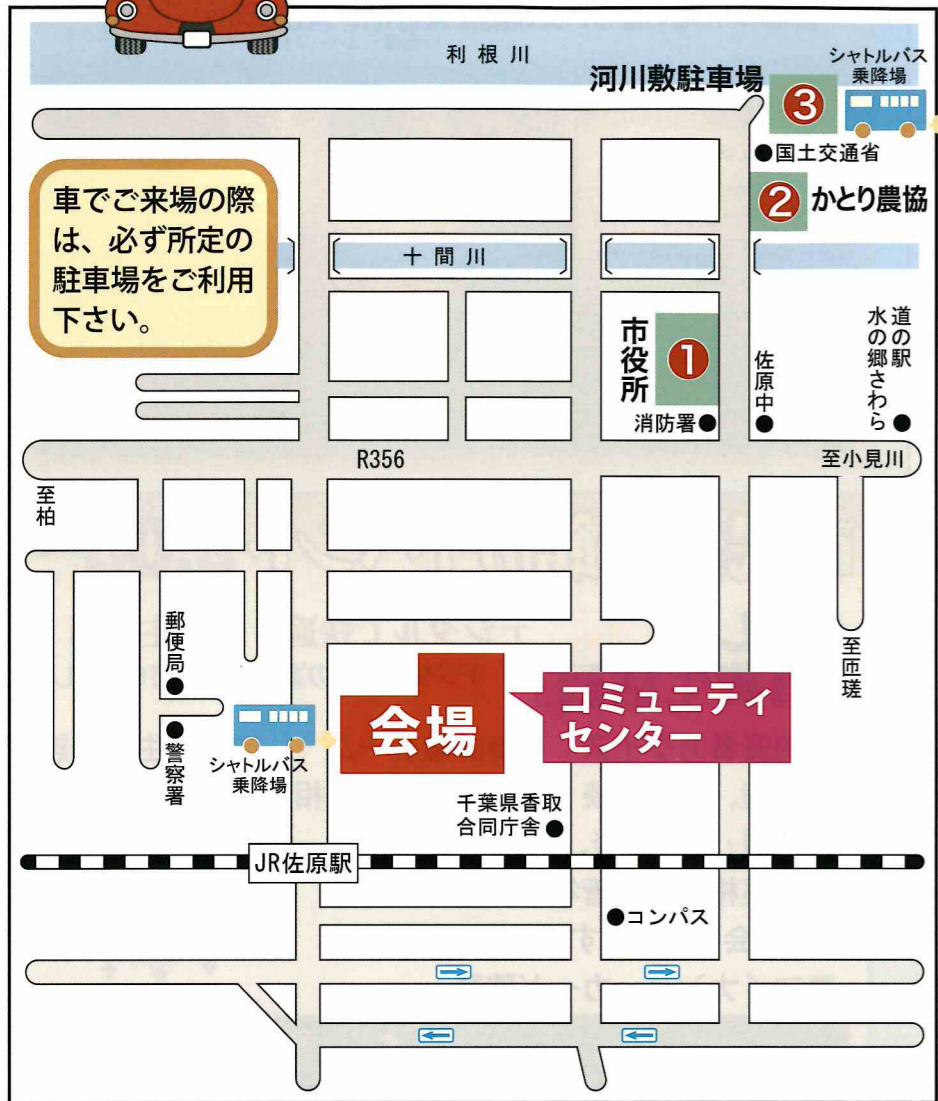 利根川
シャトルバス
乗降場
河川敷駐車場
3
●国土交通省
2
かとり農協
車でご来場の際
は、必ず所定の
駐車場をご利用
下さい。
十間川
市役所
1
消防署●
佐原中●
道の駅
水の郷さわら●
R356
至小見川
至柏
至匝瑳
郵便局●
●警察署
シャトルバス
乗降場
会場
コミュニティ
センター
千葉県香取
合同庁舎●
JR佐原駅
●コンパス
→
→
←
←